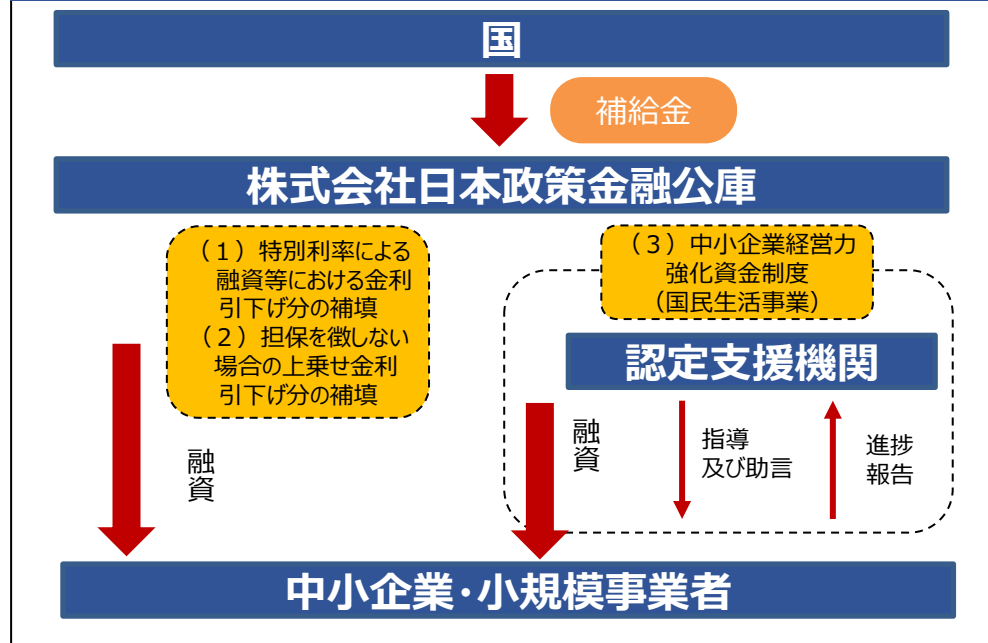 国
補給金
株式会社日本政策金融公庫
（１）特別利率による
融資等における金利
引下げ分の補填
（２）担保を徴しない
場合の上乗せ金利
引下げ分の補填
（３）中小企業経営力
強化資金制度
（国民生活事業）
認定支援機関
融資
融資
指導
及び助言
進捗
報告
中小企業・小規模事業者